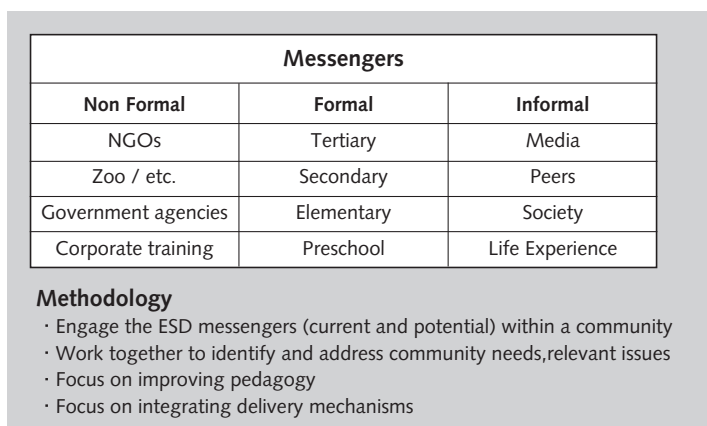 Messengers
Non Formal Formal Informal
NGOs Tertiary Media
Zoo / etc. Secondary Peers
Government agencies Elementary Society
Corporate training Preschool Life Experience
Methodology
· Engage the ESD messengers (current and potential) within a community
· Work together to identify and address community needs,relevant issues
· Focus on improving pedagogy
· Focus on integrating delivery mechanisms